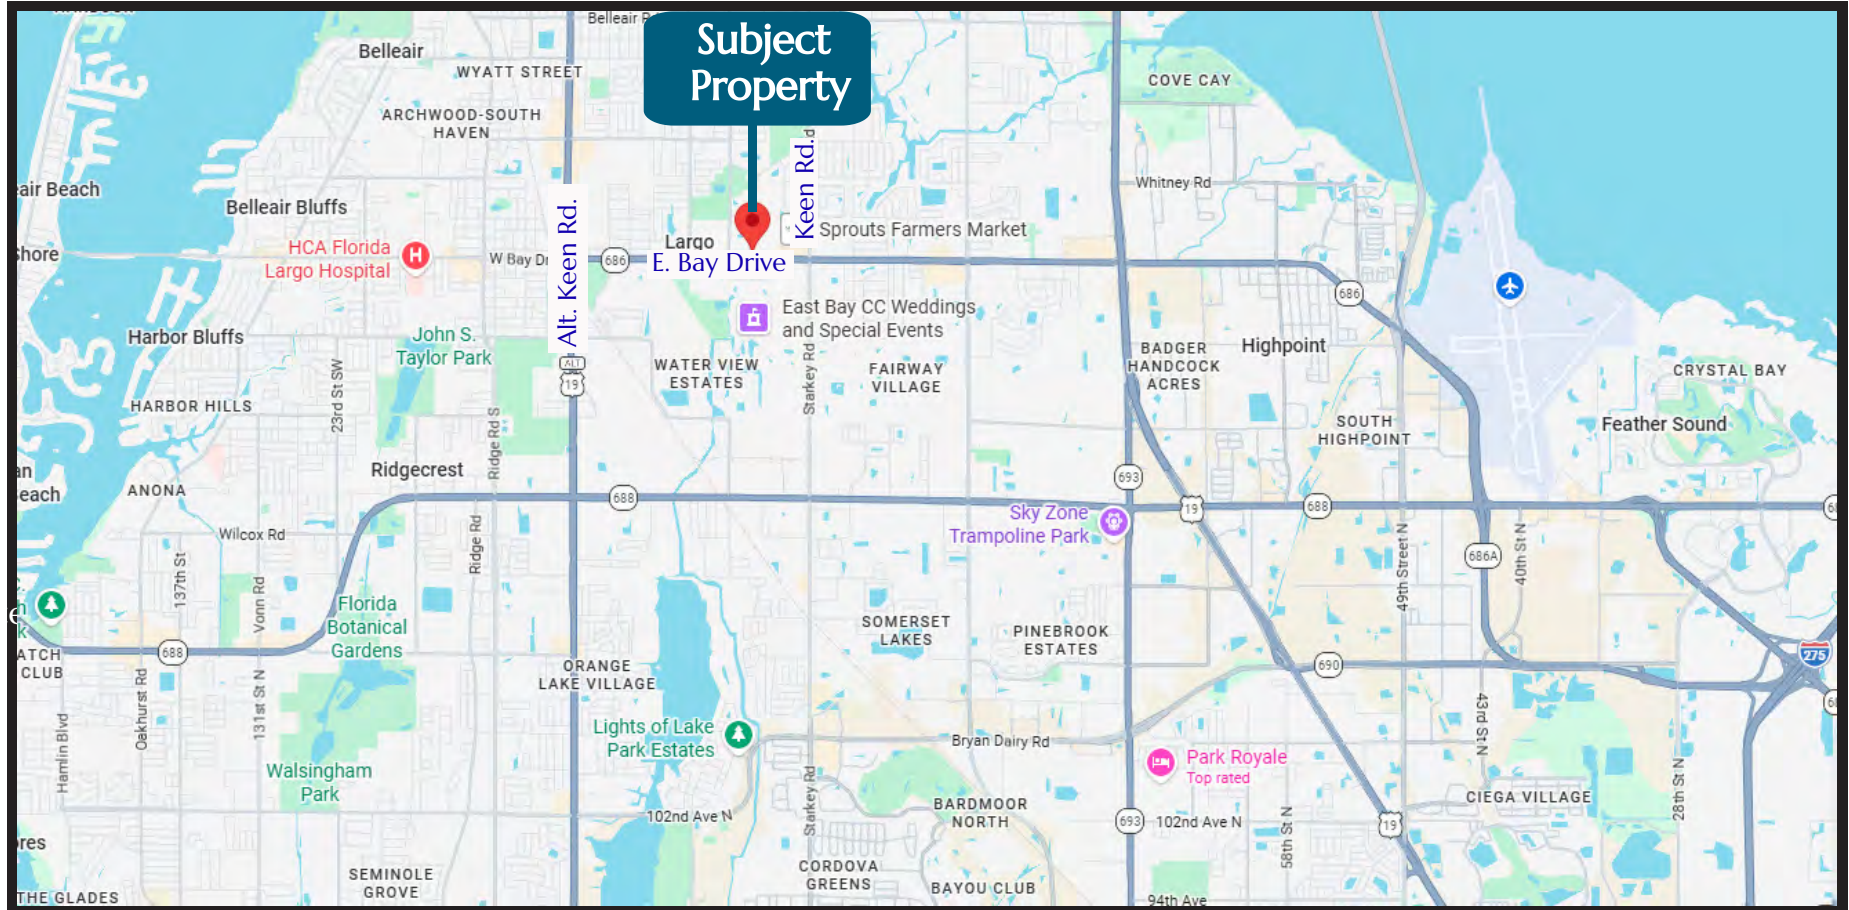 Belleair
Subject
Property
Belleair
WYATT STREET
COVE CAY
ARCHWOOD-SOUTH
HAVEN
Keen Rd.
Whitney Rd
Beach
Belleair Bluffs
Alt. Keen Rd.
Sprouts Farmers Market
Largo
HCA Florida
Largo Hospital
H
W Bay Dr
686
E. Bay Drive
686
East Bay CC Weddings
and Special Events
Harbor Bluffs
John S.
Taylor Park
Highpoint
BADGER
HANDCOCK
ACRES
WATER VIEW
ESTATES
Starkey Rd
FAIRWAY
VILLAGE
ALT
19
CRYSTAL BAY
23rd St SW
HARBOR HILLS
SOUTH
HIGHPOINT
Feather Sound
Ridge Rd S
Ridgecrest
693
ANONA
688
688
19
Sky Zone
Trampoline Park
Wilcox Rd
Ridge Rd
49th Street N
40th St N
686A
137th St
Vonn Rd
Florida
Botanical
Gardens
SOMERSET
LAKES
PINEBROOK
ESTATES
688
275
690
CLUB
ORANGE
LAKE VILLAGE
Oakhurst Rd
131st St N
43rd St N
Hamlin Blvd
Lights of Lake
Park Estates
Bryan Dairy Rd
Park Royale
Top rated
Walsingham
Park
Starkey Rd
28th St N
CIEGA VILLAGE
BARDMOOR
NORTH
102nd Ave N
693
102nd Ave N
19
58th St N
CORDOVA
GREENS
SEMINOLE
GROVE
BAYOU CLUB
THE GLADES
94th Ave